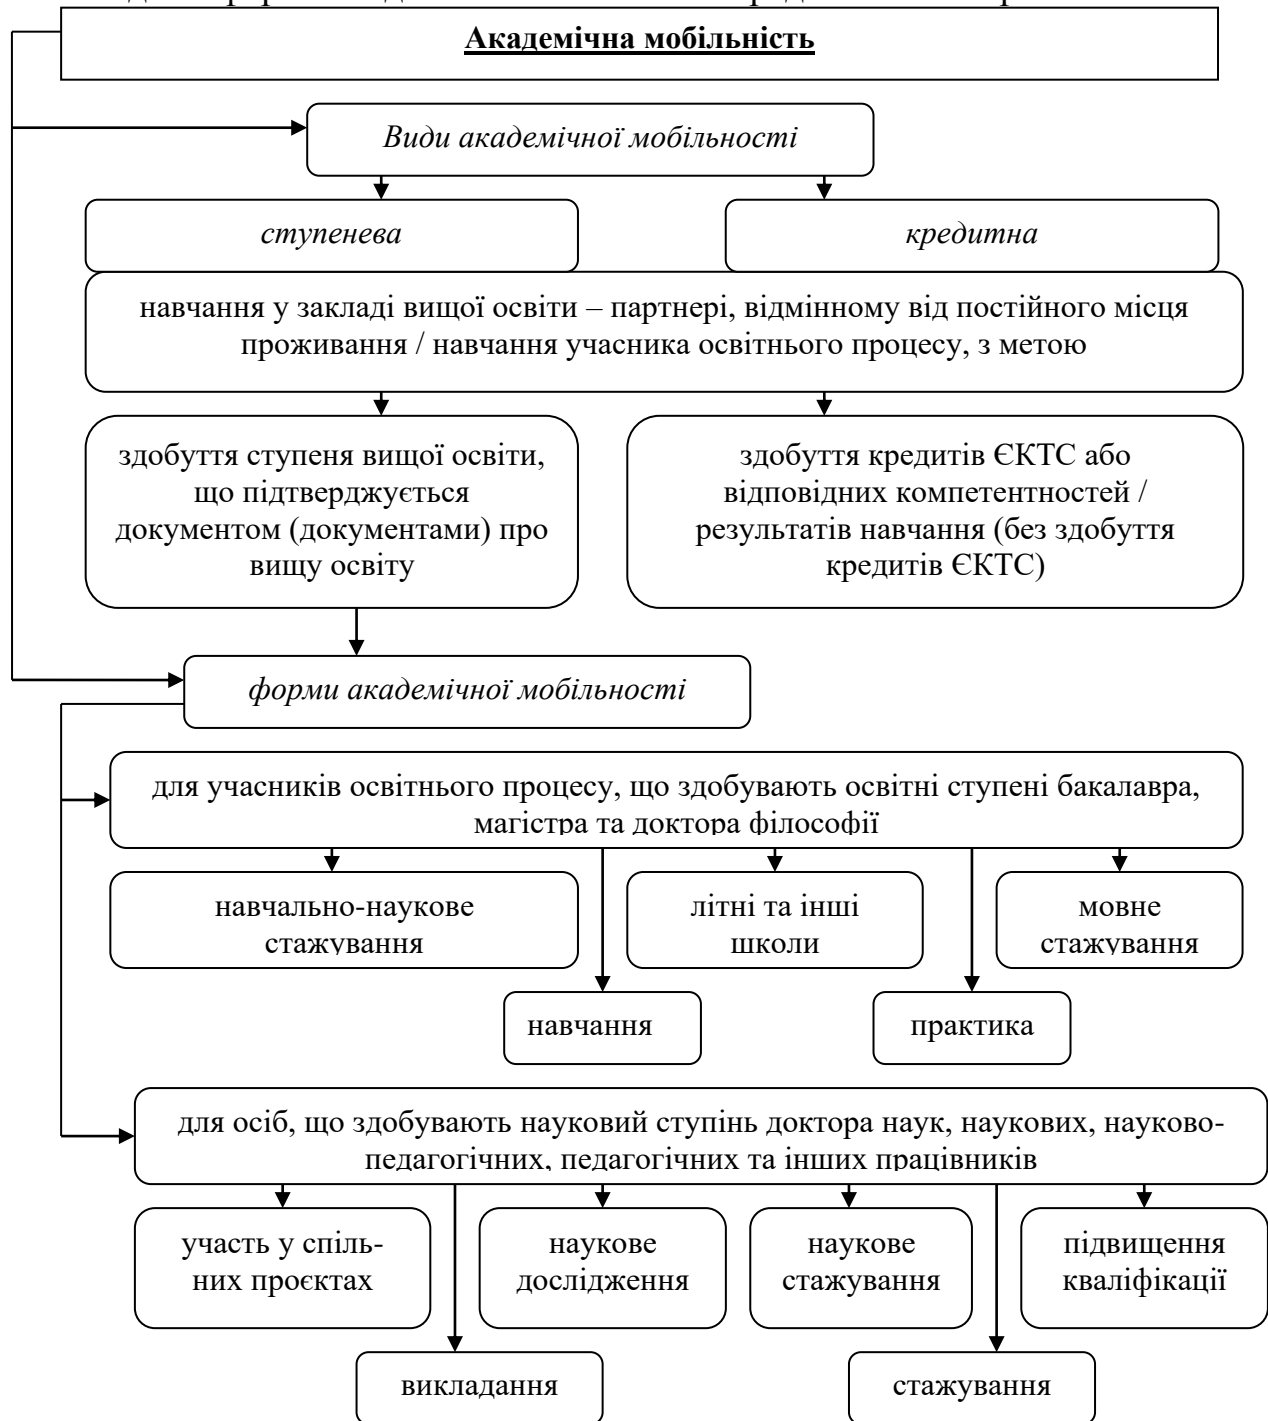 Академічна мобільність
Види академічної мобільності
ступенева
кредитна
навчання у закладі вищої освіти – партнері, відмінному від постійного місця
проживання / навчання учасника освітнього процесу, з метою
здобуття ступеня вищої освіти,
що підтверджується
документом (документами) про
вищу освіту
здобуття кредитів ЄКТС або
відповідних компетентностей /
результатів навчання (без здобуття
кредитів ЄКТС)
форми академічної мобільності
для учасників освітнього процесу, що здобувають освітні ступені бакалавра,
магістра та доктора філософії
навчально-наукове
стажування
літні та інші
школи
мовне
стажування
навчання
практика
для осіб, що здобувають науковий ступінь доктора наук, наукових, науково-
педагогічних, педагогічних та інших працівників
участь у спіль-
них проєктах
наукове
дослідження
наукове
стажування
підвищення
кваліфікації
викладання
стажування